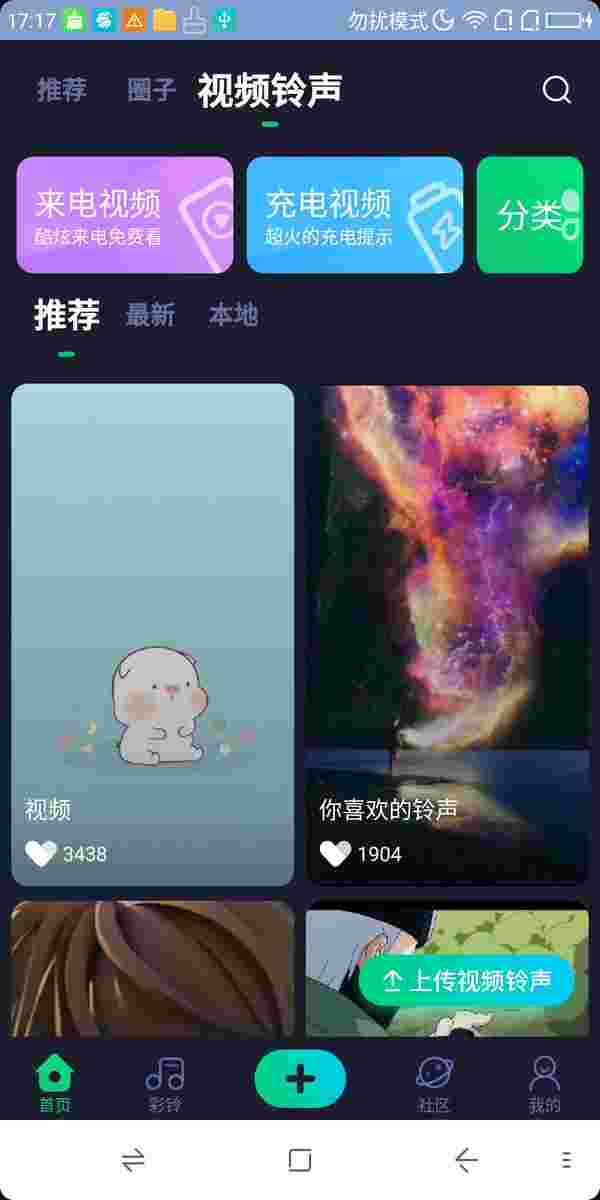 17:17 勿扰模式
推荐 圈子 视频铃声
来电视频
酷炫来电免费看
充电视频
超火的充电提示
分类
推荐 最新 本地
视频
3438
你喜欢的铃声
1904
上传视频铃声
首页 彩铃 社区 我的